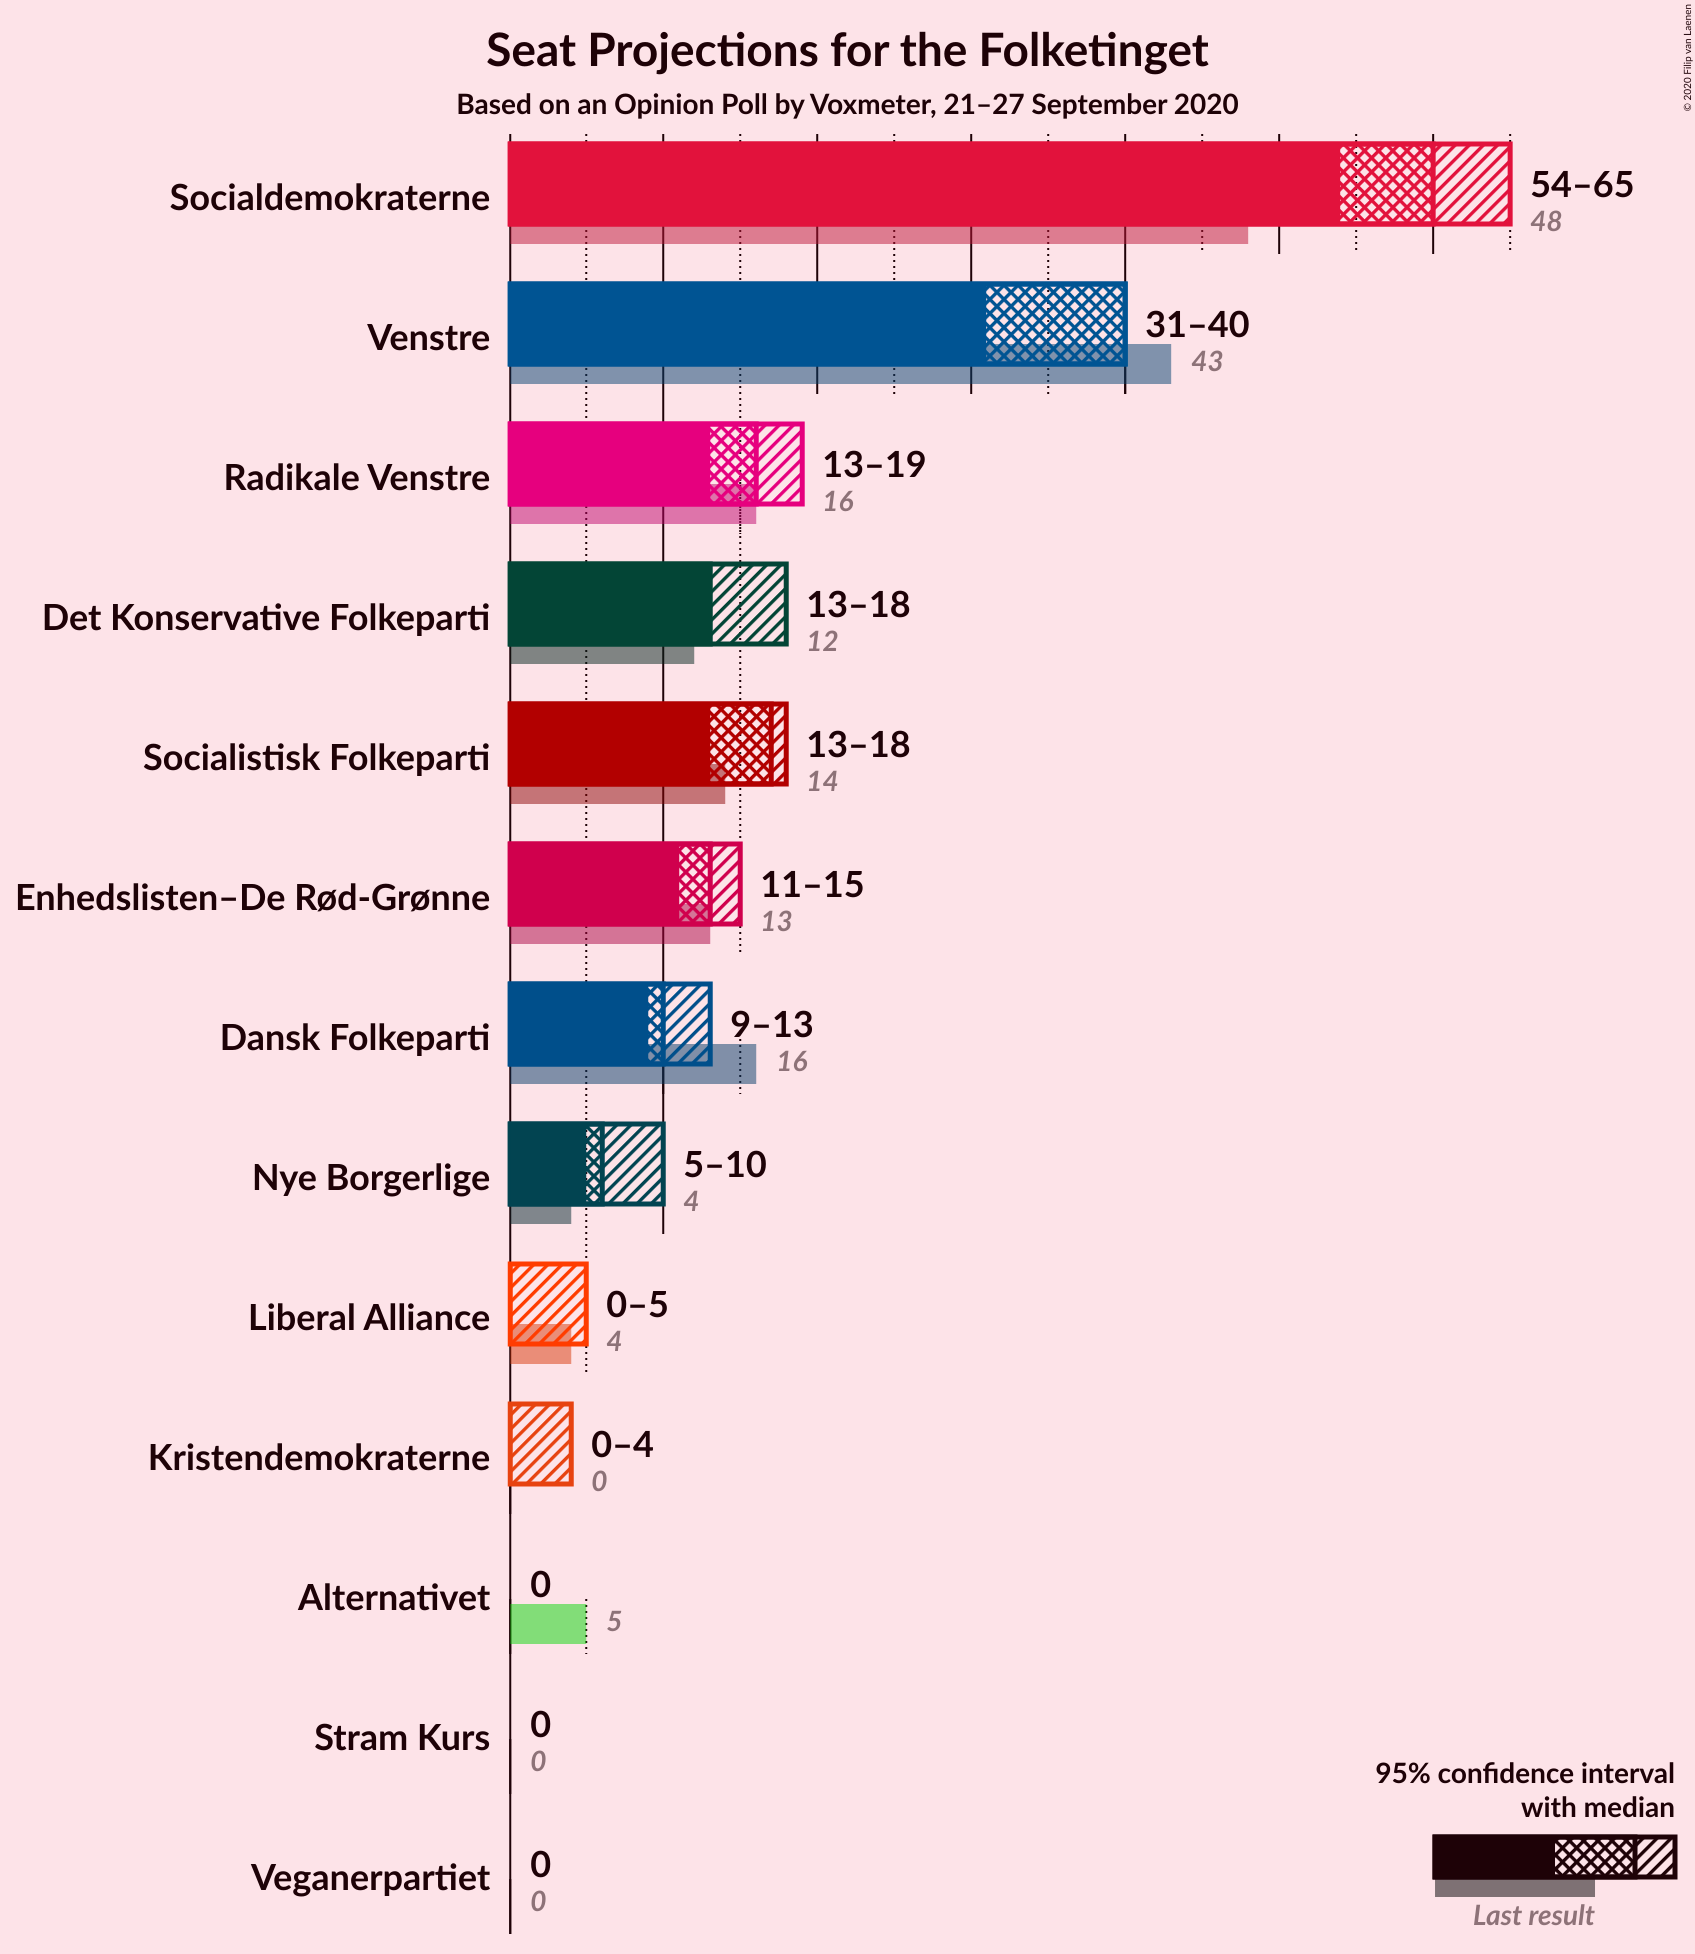 Seat Projections for the Folketinget
Based on an Opinion Poll by Voxmeter, 21–27 September 2020
© 2020 Filip van Laenen
Socialdemokraterne
54–65
48
Venstre
31–40
43
Radikale Venstre
13–19
16
Det Konservative Folkeparti
13–18
12
Socialistisk Folkeparti
13–18
14
Enhedslisten–De Rød-Grønne
11–15
13
Dansk Folkeparti
9–13
16
Nye Borgerlige
5–10
4
Liberal Alliance
0–5
4
Kristendemokraterne
0–4
0
Alternativet
0
5
Stram Kurs
0
0
Veganerpartiet
0
0
95% confidence interval
with median
Last result